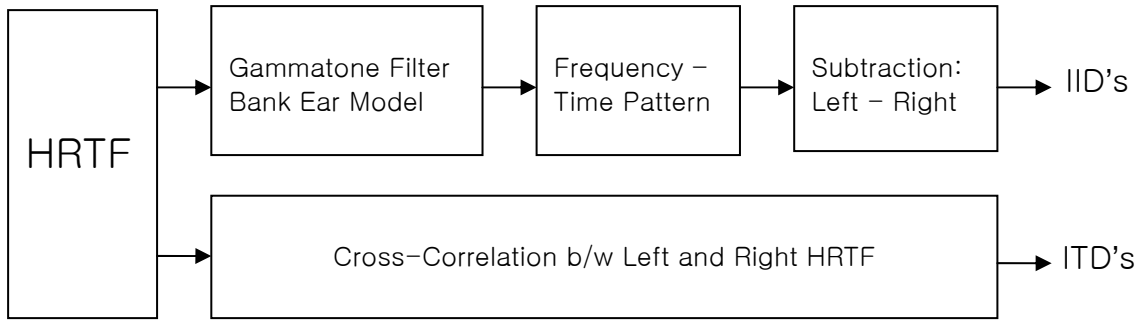 HRTF
Gammatone Filter
Bank Ear Model
Frequency -
Time Pattern
Subtraction:
Left - Right
IID's
Cross-Correlation b/w Left and Right HRTF
ITD's